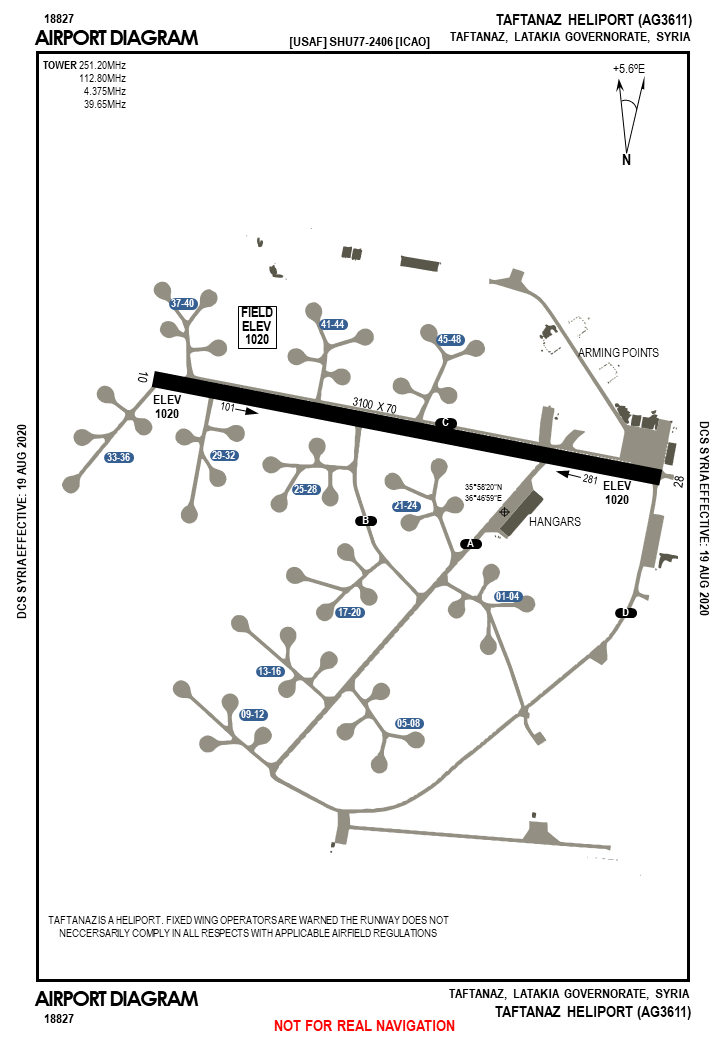 18827
TAFTANAZ HELIPORT (AG3611)
AIRPORT DIAGRAM
[USAF] SHU77-2406 [ICAO]
TAFTANAZ, LATAKIA GOVERNORATE, SYRIA
TOWER 251.20MHz
112.80MHz
4.375MHz
39.65MHz
+5.6ºE
N
37-40
FIELD
ELEV
1020
41-44
45-48
ARMING POINTS
10
ELEV
1020
101
3100 X 70
C
33-36
29-32
25-28
21-24
35°58'20"N
36°46'59"E
281
ELEV
1020
28
HANGARS
B
A
01-04
D
17-20
13-16
09-12
05-08
DCS SYRIA EFFECTIVE: 19 AUG 2020
DCS SYRIA EFFECTIVE: 19 AUG 2020
TAFTANAZ IS A HELIPORT. FIXED WING OPERATORS ARE WARNED THE RUNWAY DOES NOT
NECCERSARILY COMPLY IN ALL RESPECTS WITH APPLICABLE AIRFIELD REGULATIONS
AIRPORT DIAGRAM
TAFTANAZ, LATAKIA GOVERNORATE, SYRIA
18827
TAFTANAZ HELIPORT (AG3611)
NOT FOR REAL NAVIGATION